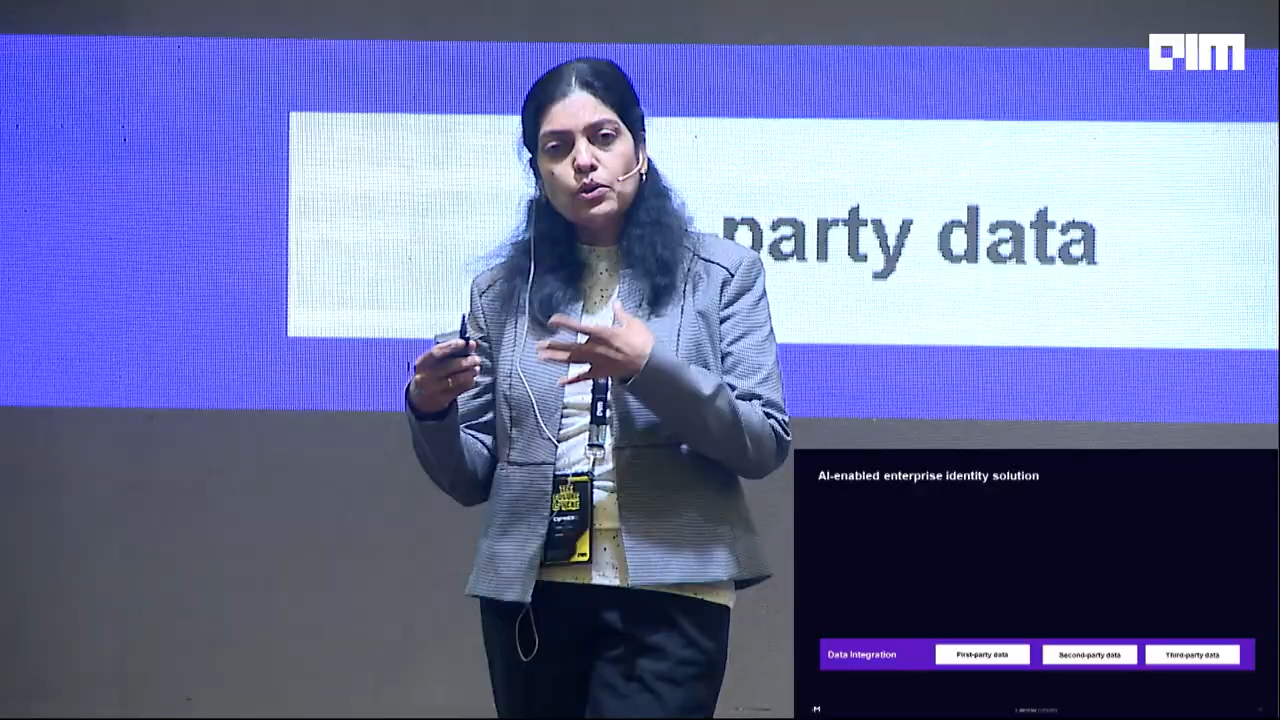 AIM
-party data
AI-enabled enterprise identity solution
Data Integration
First-party data
Second-party data
Third-party data